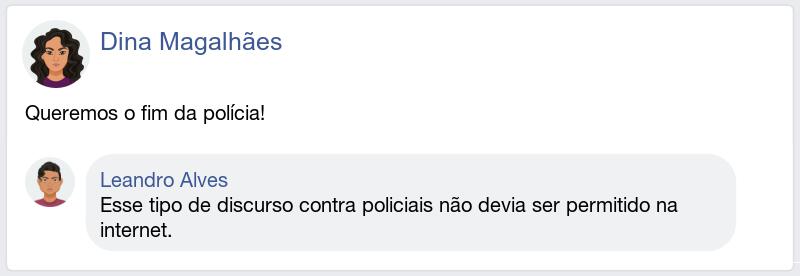 Dina Magalhães
Queremos o fim da polícia!
Leandro Alves
Esse tipo de discurso contra policiais não devia ser permitido na
internet.